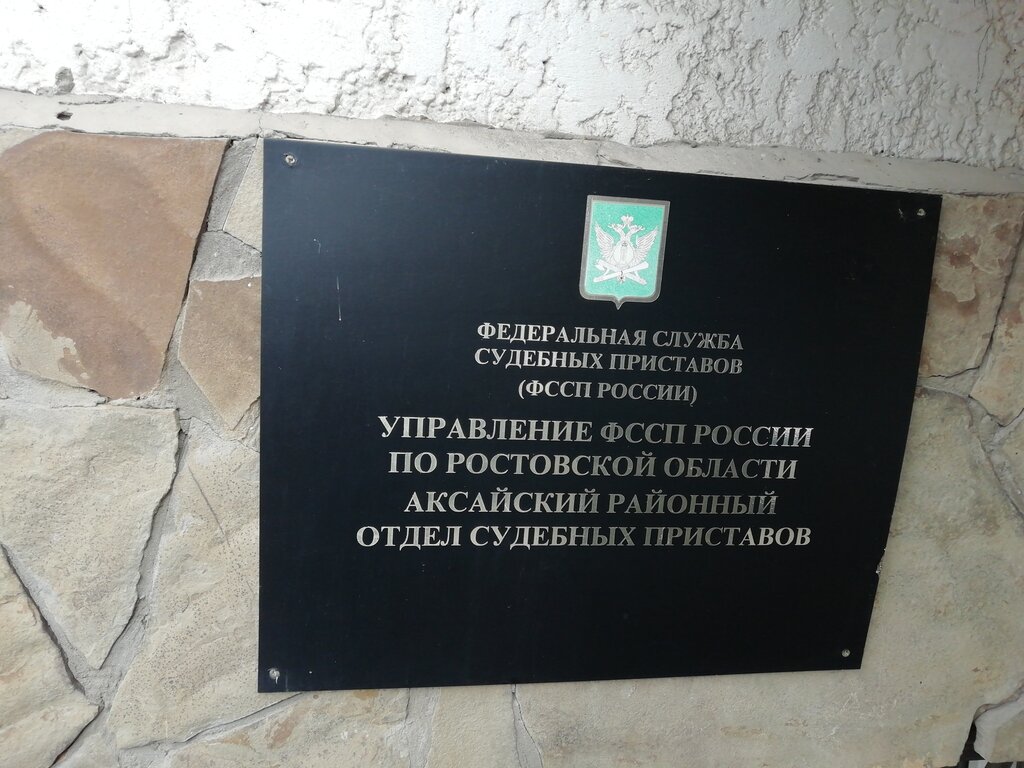 ФЕДЕРАЛЬНАЯ СЛУЖБА
СУДЕБНЫХ ПРИСТАВОВ
(ФССП РОССИИ)
УПРАВЛЕНИЕ ФССП РОССИИ
ПО РОСТОВСКОЙ ОБЛАСТИ
АКСАЙСКИЙ РАЙОННЫЙ
ОТДЕЛ СУДЕБНЫХ ПРИСТАВОВ